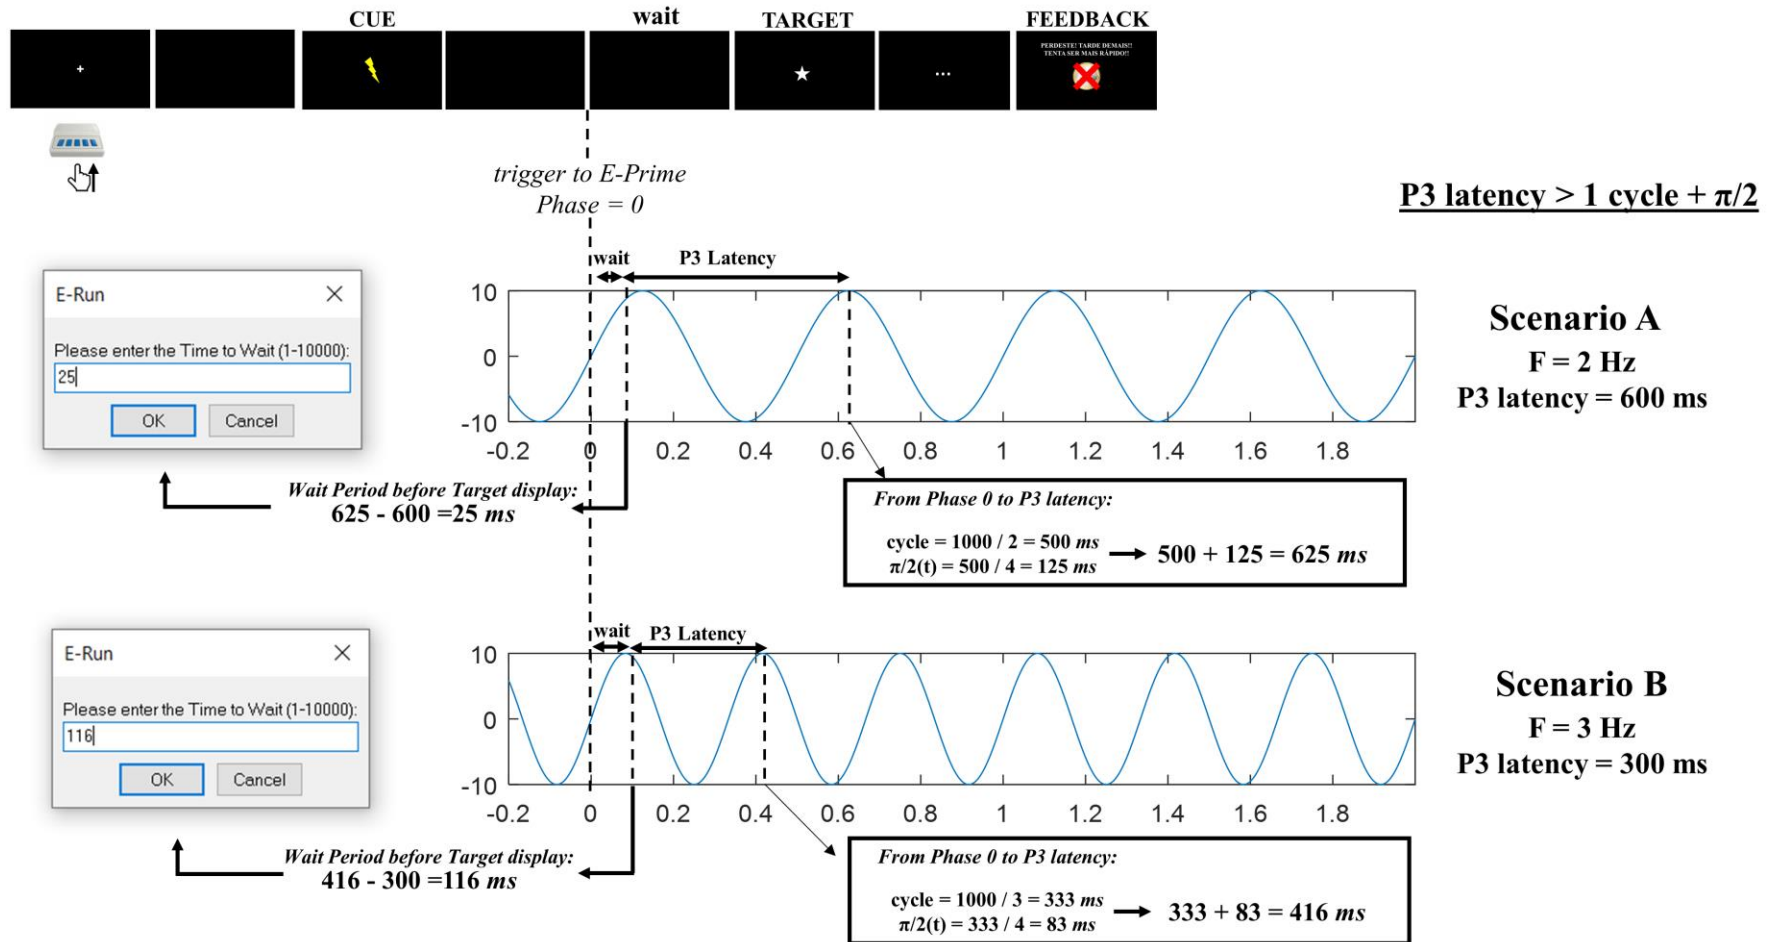 CUE
wait
TARGET
FEEDBACK
+
...
PERDESTE! TARDE DEMAIS!!
TENTA SER MAIS RÁPIDO!!
trigger to E-Prime
Phase = 0
P3 latency > 1 cycle + π/2
E-Run
Please enter the Time to Wait (1-10000):
25
OK Cancel
wait P3 Latency
10
0
-10
-0.2 0 0.2 0.4 0.6 0.8 1 1.2 1.4 1.6 1.8
Scenario A
F = 2 Hz
P3 latency = 600 ms
Wait Period before Target display:
625 - 600 =25 ms
From Phase 0 to P3 latency:
cycle = 1000 / 2 = 500 ms
π/2(t) = 500 / 4 = 125 ms
500 + 125 = 625 ms
E-Run
Please enter the Time to Wait (1-10000):
116
OK Cancel
wait P3 Latency
10
0
-10
-0.2 0 0.2 0.4 0.6 0.8 1 1.2 1.4 1.6 1.8
Scenario B
F = 3 Hz
P3 latency = 300 ms
Wait Period before Target display:
416 - 300 =116 ms
From Phase 0 to P3 latency:
cycle = 1000 / 3 = 333 ms
π/2(t) = 333 / 4 = 83 ms
333 + 83 = 416 ms